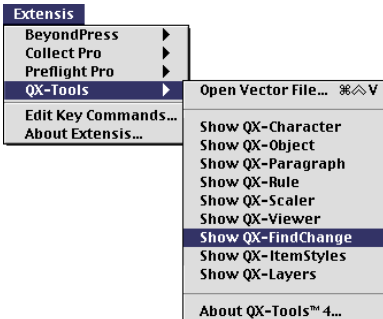 Extensis
BeyondPress
Collect Pro
Preflight Pro
QX-Tools
Edit Key Commands...
About Extensis...
Open Vector File... ⌘⌃V
Show QX-Character
Show QX-Object
Show QX-Paragraph
Show QX-Rule
Show QX-Scaler
Show QX-Viewer
Show QX-FindChange
Show QX-ItemStyles
Show QX-Layers
About QX-Tools™ 4...